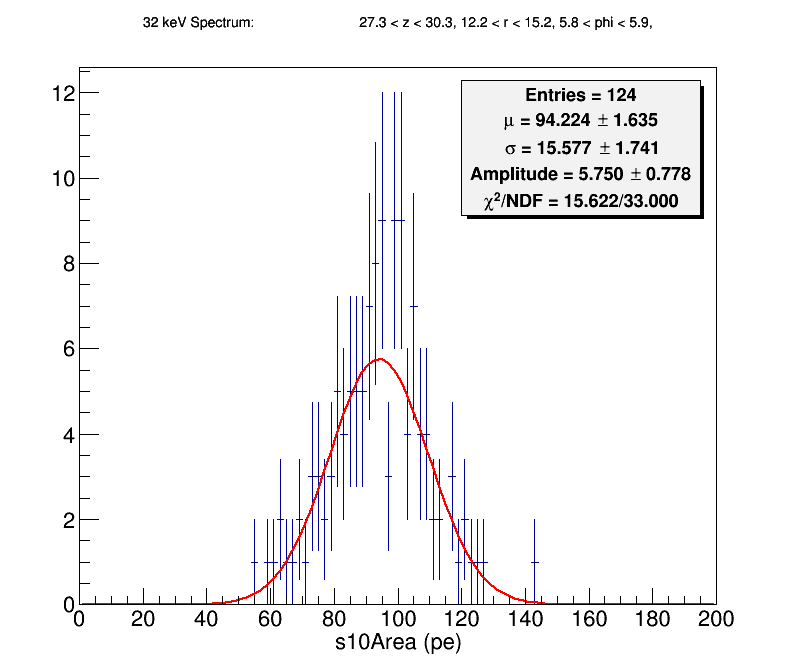 32 keV Spectrum: 27.3 < z < 30.3, 12.2 < r < 15.2, 5.8 < phi < 5.9,
Entries = 124
μ = 94.224 ± 1.635
σ = 15.577 ± 1.741
Amplitude = 5.750 ± 0.778
χ²/NDF = 15.622/33.000
12
10
8
6
4
2
0
0 20 40 60 80 100 120 140 160 180 200
s10Area (pe)